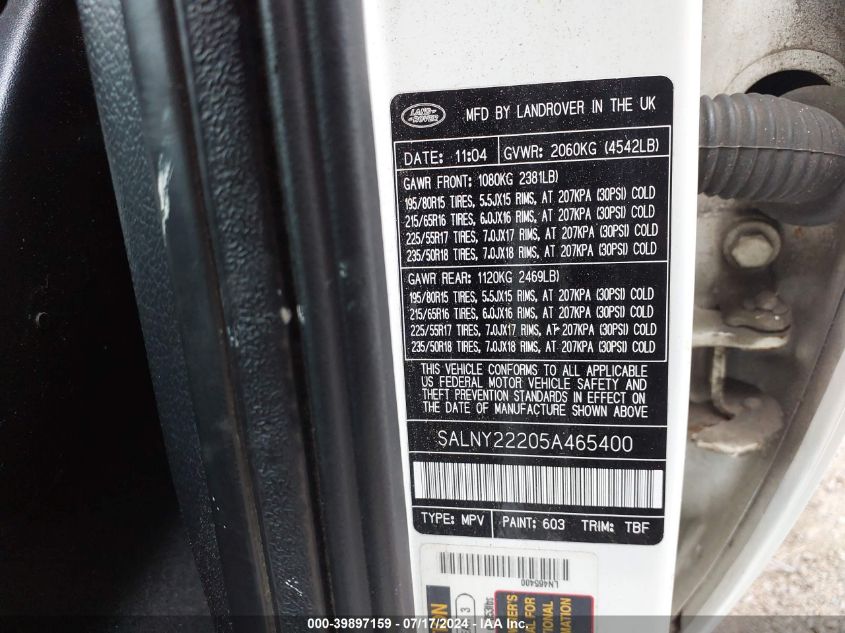 LAND ROVER
MFD BY LANDROVER IN THE UK
DATE: 11:04 GVWR: 2060KG (4542LB)
GAWR FRONT: 1080KG 2381LB)
195/80R15 TIRES, 5.5JX15 RIMS, AT 207KPA (30PSI) COLD
215/65R16 TIRES, 6.0JX16 RIMS, AT 207KPA (30PSI) COLD
225/55R17 TIRES, 7.0JX17 RIMS, AT 207KPA (30PSI) COLD
235/50R18 TIRES, 7.0JX18 RIMS, AT 207KPA (30PSI) COLD
GAWR REAR: 1120KG 2469LB)
195/80R15 TIRES, 5.5JX15 RIMS, AT 207KPA (30PSI) COLD
215/65R16 TIRES, 6.0JX16 RIMS, AT 207KPA (30PSI) COLD
225/55R17 TIRES, 7.0JX17 RIMS, AT 207KPA (30PSI) COLD
235/50R18 TIRES, 7.0JX18 RIMS, AT 207KPA (30PSI) COLD
THIS VEHICLE CONFORMS TO ALL APPLICABLE
US FEDERAL MOTOR VEHICLE SAFETY AND
THEFT PREVENTION STANDARDS IN EFFECT ON
THE DATE OF MANUFACTURE SHOWN ABOVE
SALNY22205A465400
TYPE: MPV PAINT: 603 TRIM: TBF
LN465400
3
000-39897159 - 07/17/2024 - IAA Inc.